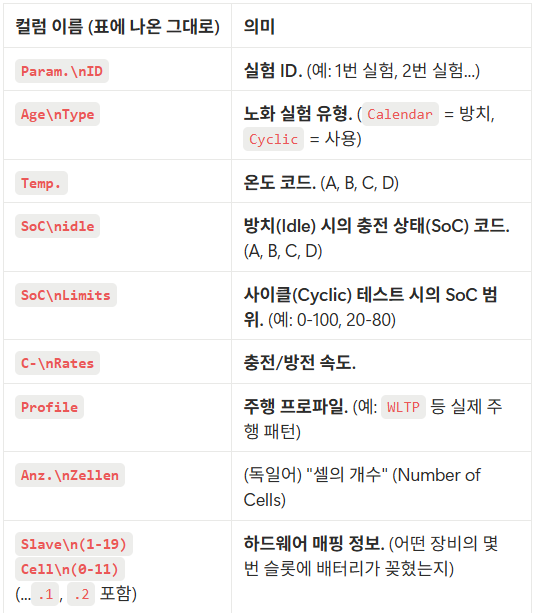 컬럼 이름 (표에 나온 그대로) 의미
Param.\nID 실험 ID. (예: 1번 실험, 2번 실험...)
Age\nType 노화 실험 유형. ( Calendar = 방치,
Cyclic = 사용)
Temp. 온도 코드. (A, B, C, D)
SoC\nidle 방치(Idle) 시의 충전 상태(SoC) 코드.
(A, B, C, D)
SoC\nLimits 사이클(Cyclic) 테스트 시의 SoC 범
위. (예: 0-100, 20-80)
C-\nRates 충전/방전 속도.
Profile 주행 프로파일. (예: WLTP 등 실제 주
행 패턴)
Anz.\nZellen (독일어) "셀의 개수" (Number of
Cells)
Slave\n(1-19) 하드웨어 매핑 정보. (어떤 장비의 몇
Cell\n(0-11) 번 슬롯에 배터리가 꽂혔는지)
(... .1 , .2 포함)